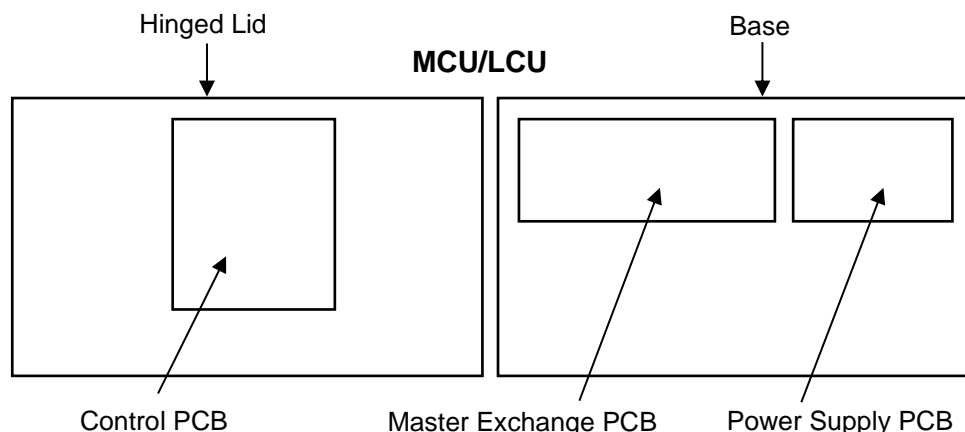 Hinged Lid
Base
MCU/LCU
Control PCB
Master Exchange PCB
Power Supply PCB